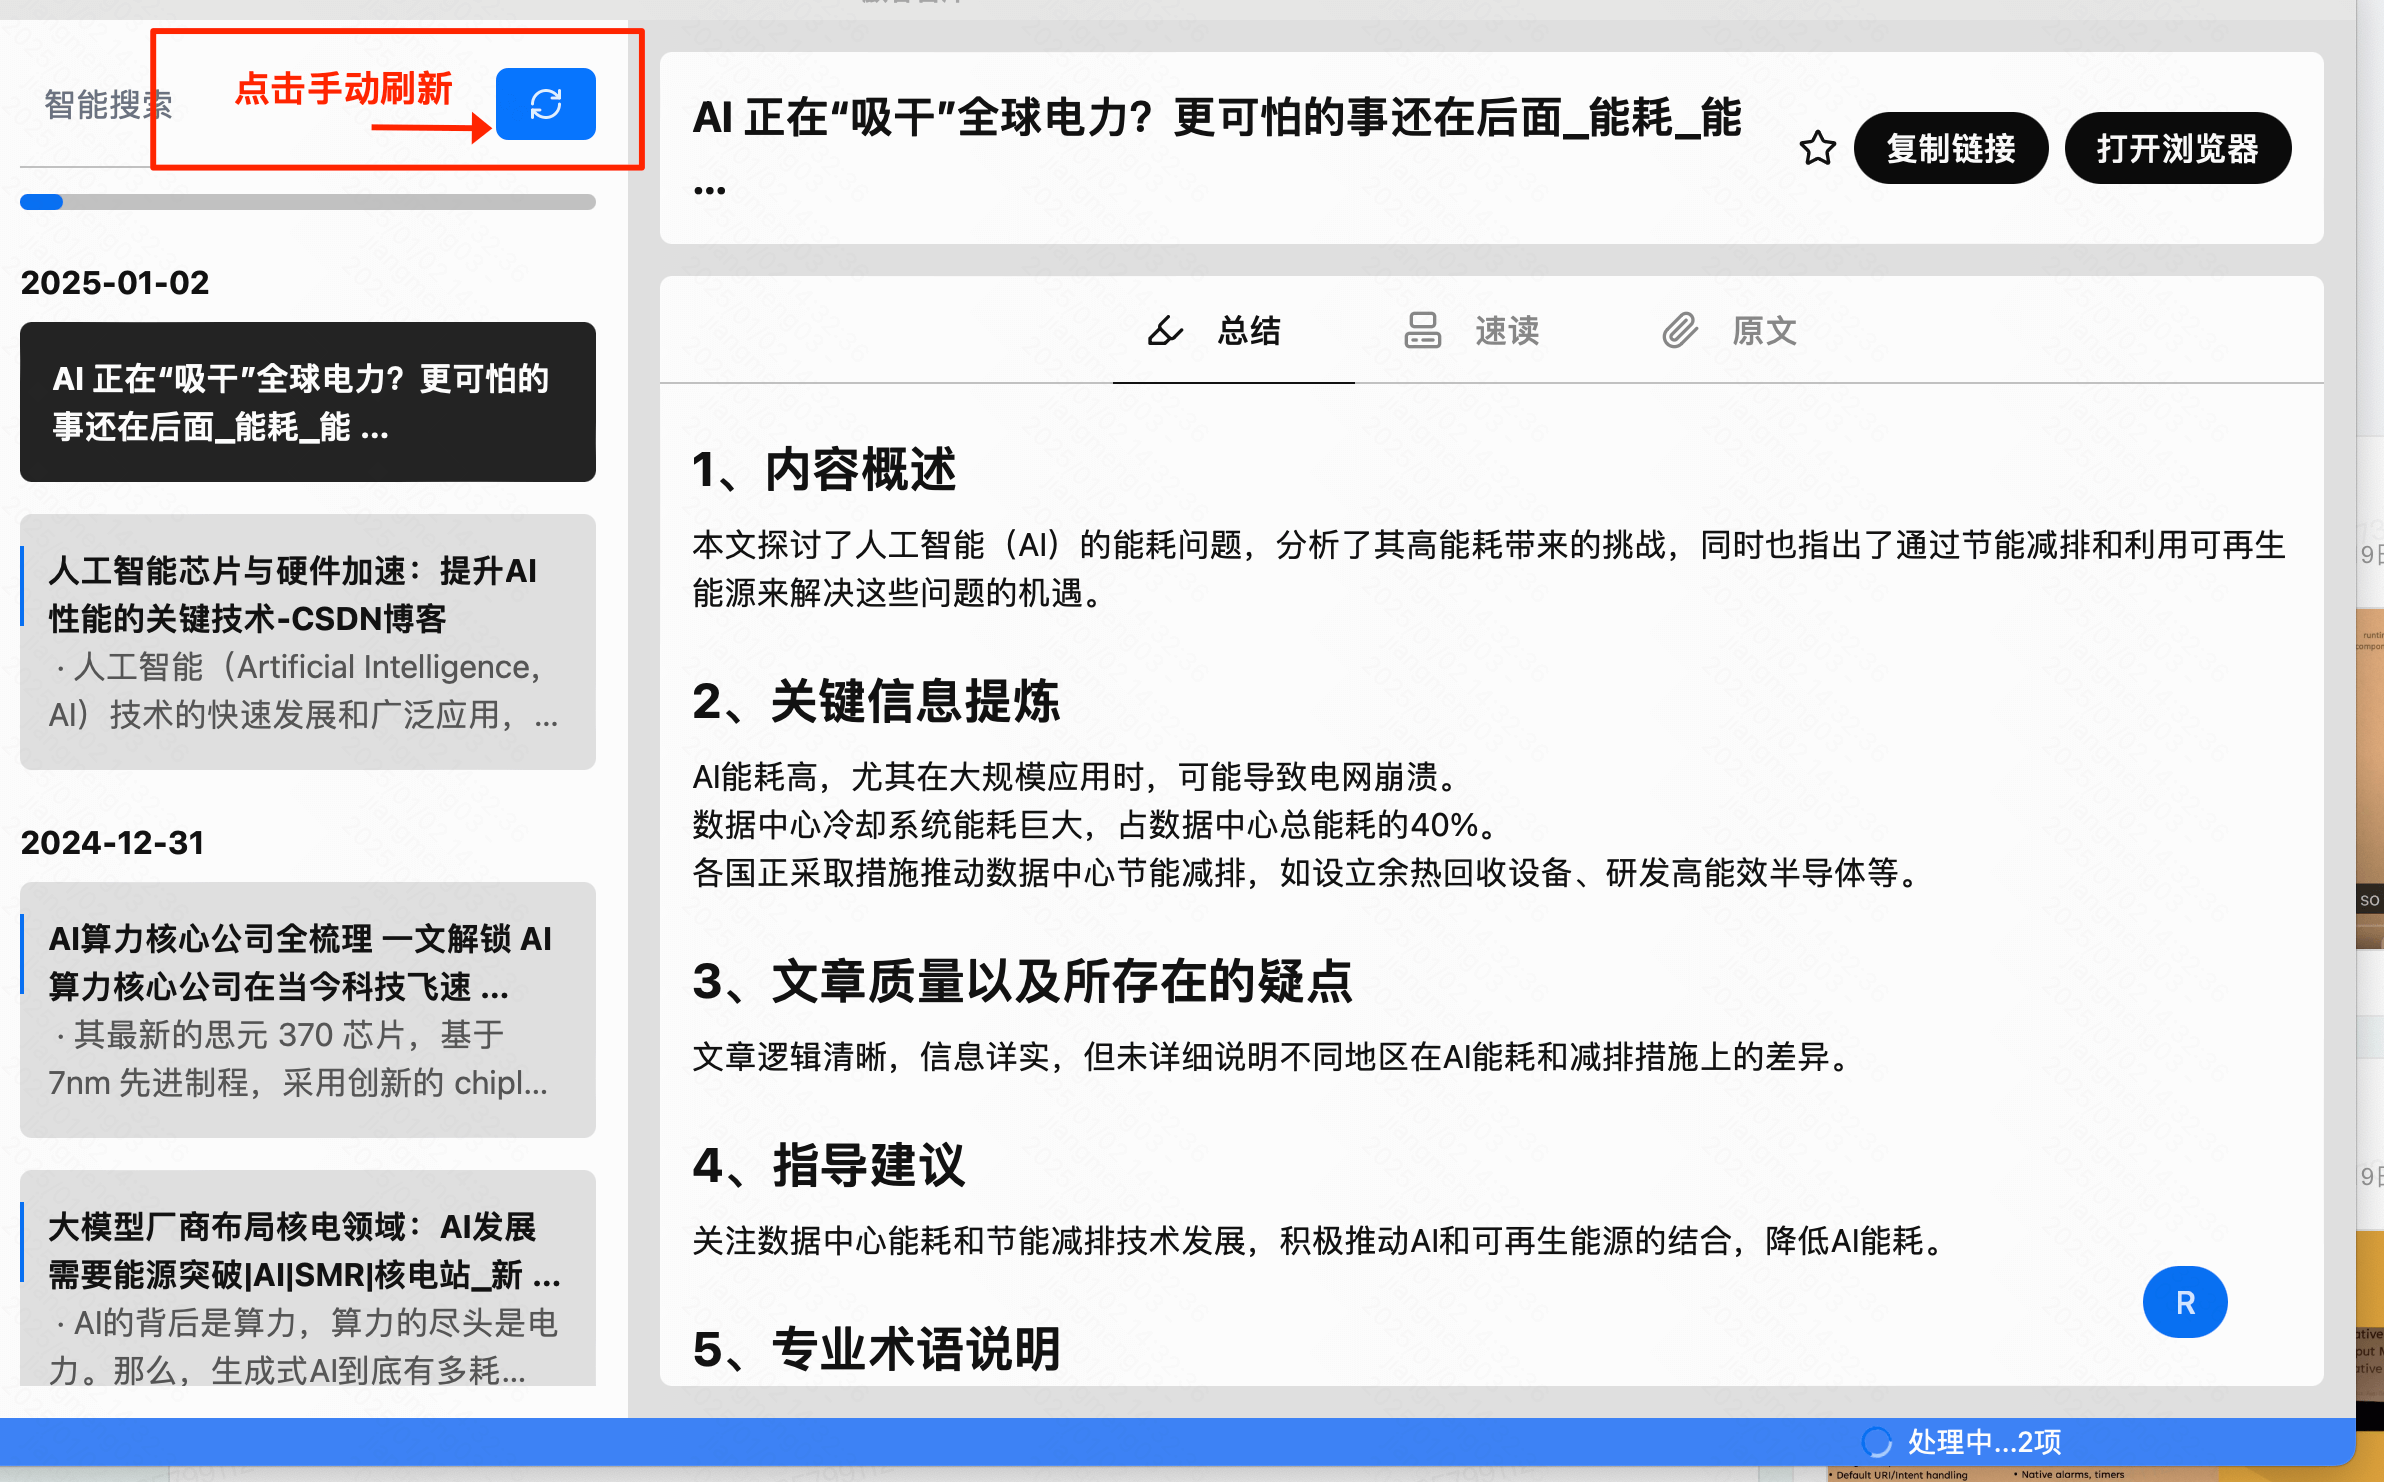 智能搜索
点击手动刷新
2025-01-02
AI 正在“吸干”全球电力？更可怕的
事还在后面_能耗_能 ...
人工智能芯片与硬件加速：提升AI
性能的关键技术-CSDN博客
· 人工智能（Artificial Intelligence，
AI）技术的快速发展和广泛应用，...
2024-12-31
AI算力核心公司全梳理 一文解锁 AI
算力核心公司在当今科技飞速 ...
· 其最新的思元 370 芯片，基于
7nm 先进制程，采用创新的 chipl...
大模型厂商布局核电领域：AI发展
需要能源突破|AI|SMR|核电站_新 ...
· AI的背后是算力，算力的尽头是电
力。那么，生成式AI到底有多耗...
AI 正在“吸干”全球电力？更可怕的事还在后面_能耗_能
...
复制链接
打开浏览器
总结
速读
原文
1、内容概述
本文探讨了人工智能（AI）的能耗问题，分析了其高能耗带来的挑战，同时也指出了通过节能减排和利用可再生
能源来解决这些问题的机遇。
2、关键信息提炼
AI能耗高，尤其在大规模应用时，可能导致电网崩溃。
数据中心冷却系统能耗巨大，占数据中心总能耗的40%。
各国正采取措施推动数据中心节能减排，如设立余热回收设备、研发高能效半导体等。
3、文章质量以及所存在的疑点
文章逻辑清晰，信息详实，但未详细说明不同地区在AI能耗和减排措施上的差异。
4、指导建议
关注数据中心能耗和节能减排技术发展，积极推动AI和可再生能源的结合，降低AI能耗。
5、专业术语说明
R
处理中...2项
• Default URI/Intent handling
• Native alarms, timers
so